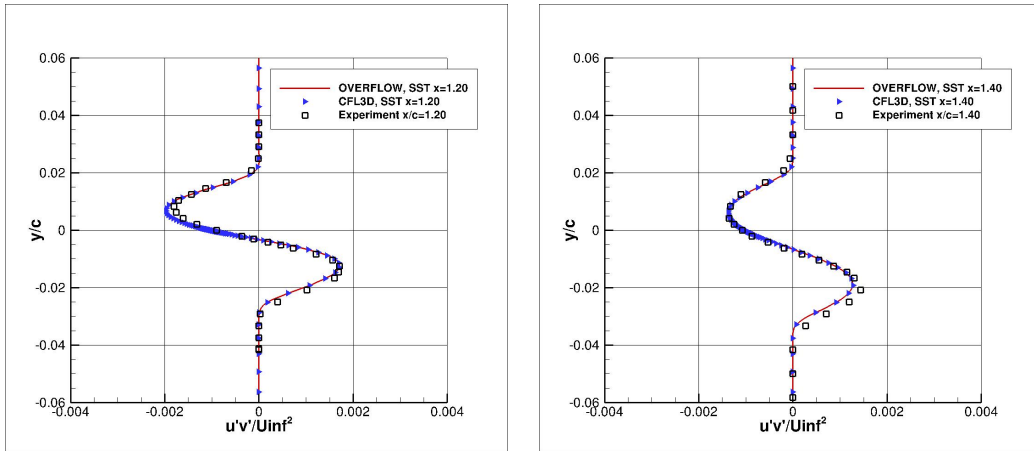 OVERFLOW, SST x=1.20
CFL3D, SST x=1.20
Experiment x/c=1.20
0.06
0.04
0.02
0
-0.02
-0.04
-0.06
y/c
-0.004
-0.002
0
0.002
0.004
u'v'/Uinf²
OVERFLOW, SST x=1.40
CFL3D, SST x=1.40
Experiment x/c=1.40
0.06
0.04
0.02
0
-0.02
-0.04
-0.06
y/c
-0.004
-0.002
0
0.002
0.004
u'v'/Uinf²